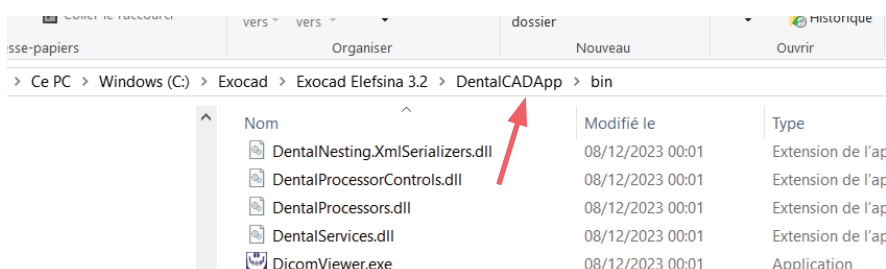 Coller le raccourci
vers vers dossier Historique
sse-papiers Organiser Nouveau Ouvrir
> Ce PC > Windows (C:) > Exocad > Exocad Elefsina 3.2 > DentalCADApp > bin
Nom Modifié le Type
DentalNesting.XmlSerializers.dll 08/12/2023 00:01 Extension de l'ap
DentalProcessorControls.dll 08/12/2023 00:01 Extension de l'ap
DentalProcessors.dll 08/12/2023 00:01 Extension de l'ap
DentalServices.dll 08/12/2023 00:01 Extension de l'ap
DicomViewer.exe 08/12/2023 00:01 Application